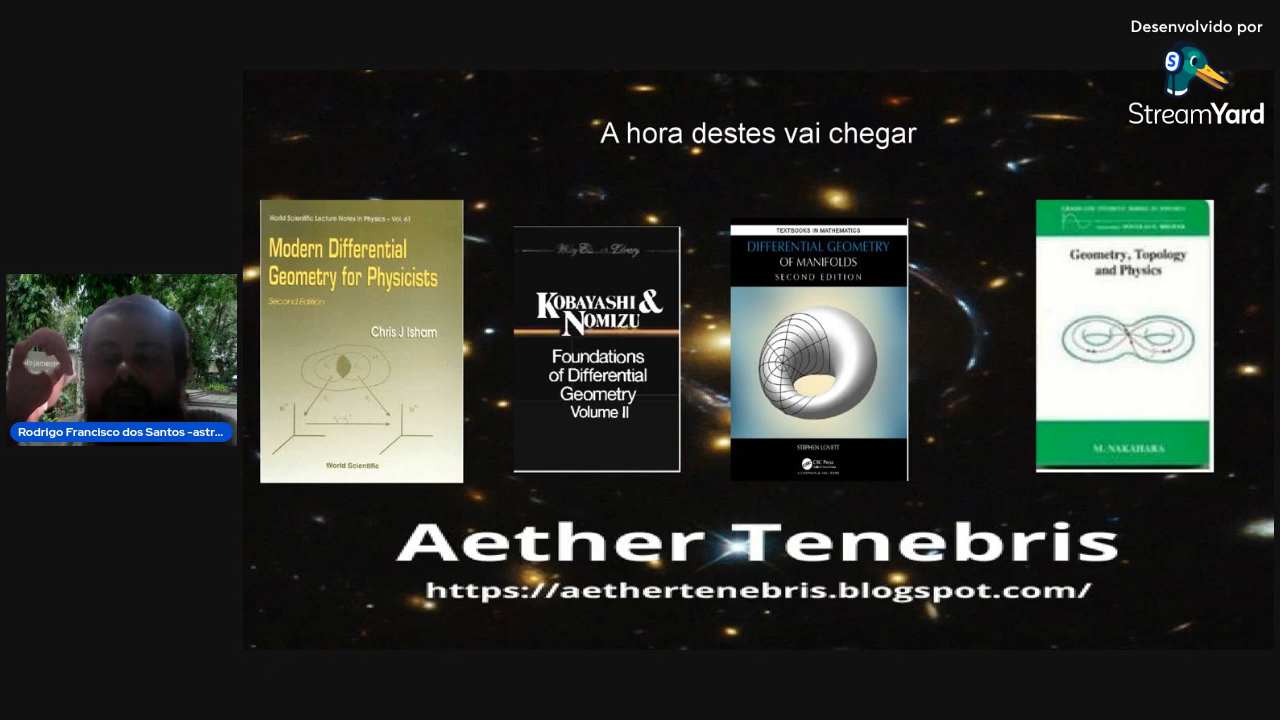 Desenvolvido por
StreamYard
A hora destes vai chegar
World Scientific Lecture Notes in Physics - Vol. 61
Modern Differential
Geometry for Physicists
Second Edition
Chris J Isham
World Scientific
KOBAYASHI &
NOMIZU
Foundations
of Differential
Geometry
Volume II
TEXTBOOKS IN MATHEMATICS
DIFFERENTIAL GEOMETRY
OF MANIFOLDS
SECOND EDITION
STEPHEN LOVETT
CRC Press
Geometry, Topology
and Physics
M. NAKAHARA
Rodrigo Francisco dos Santos -astr...
Aether Tenebris
https://aethertenebris.blogspot.com/